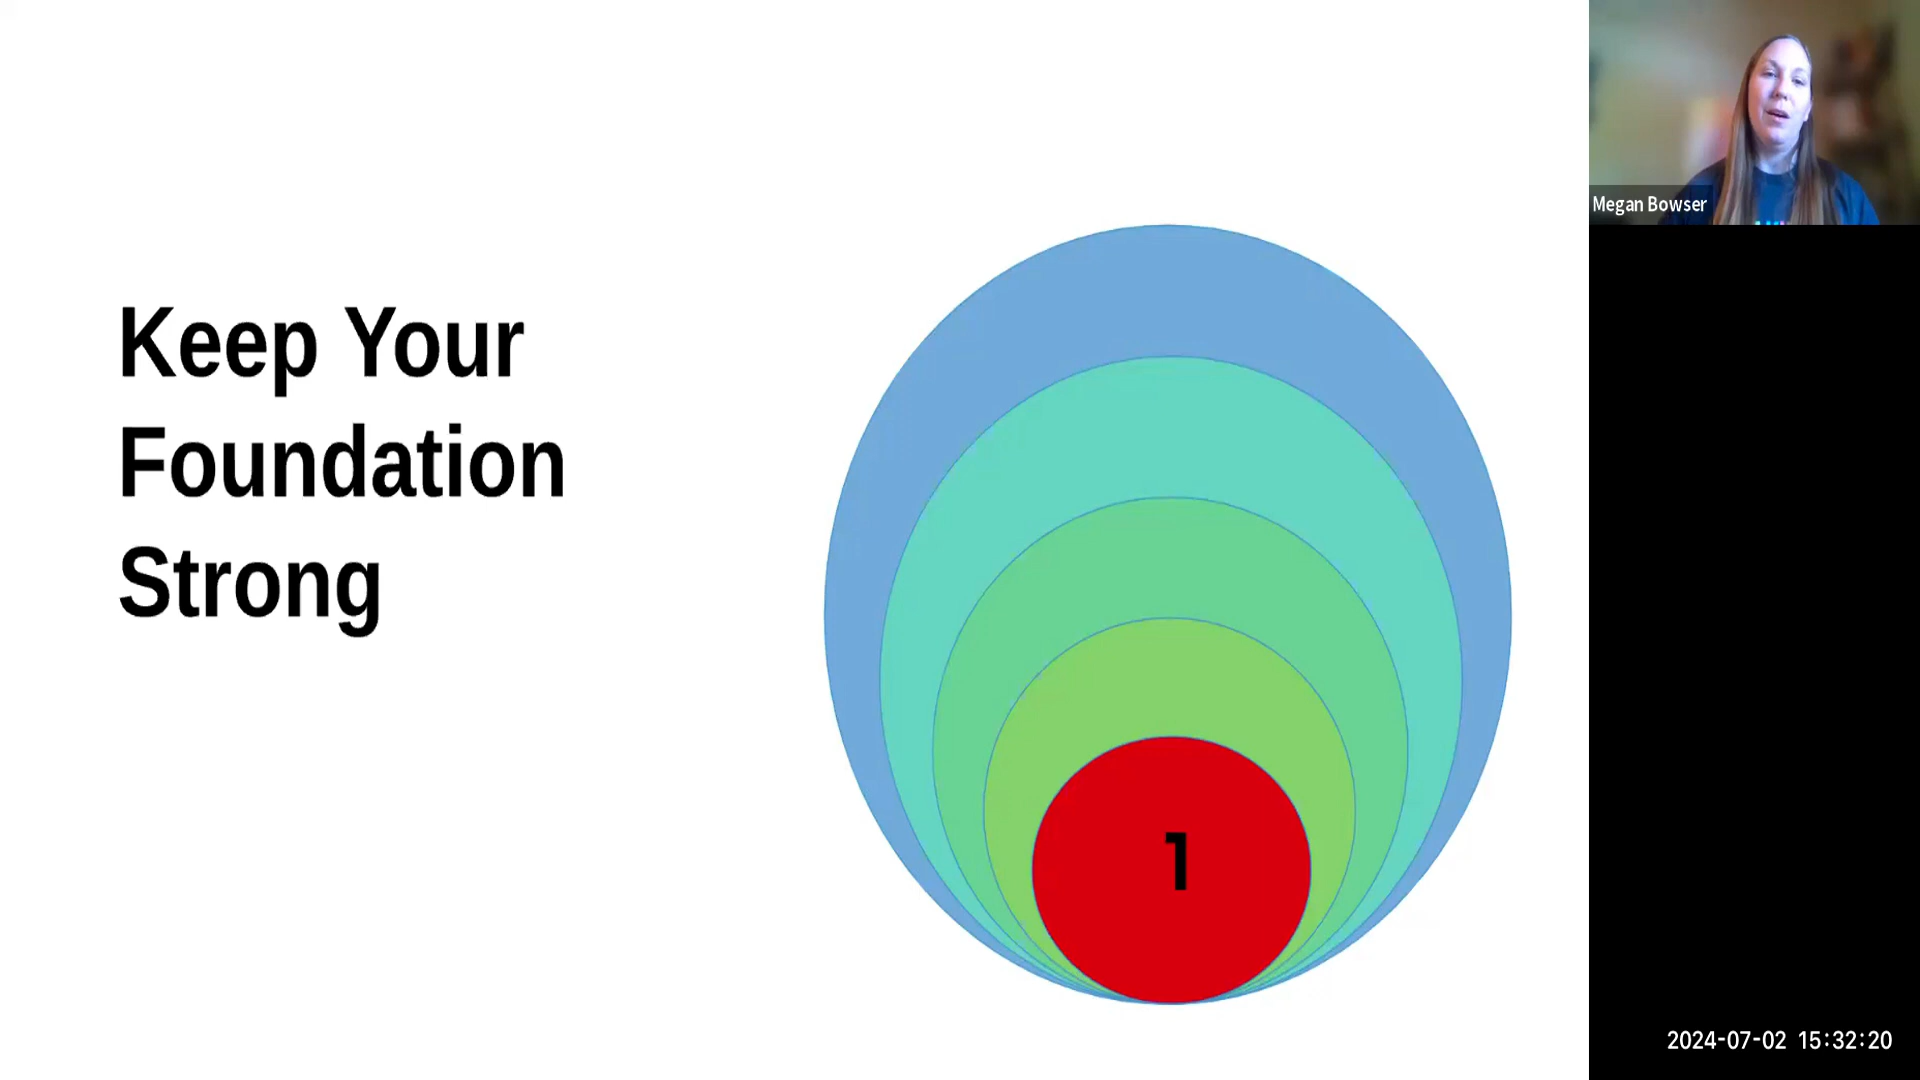 Keep Your
Foundation
Strong
1
Megan Bowser
2024-07-02 15:32:20